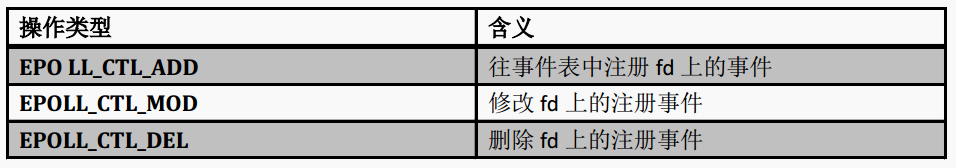 操作类型 含义
EPO LL_CTL_ADD 往事件表中注册 fd 上的事件
EPOLL_CTL_MOD 修改 fd 上的注册事件
EPOLL_CTL_DEL 删除 fd 上的注册事件